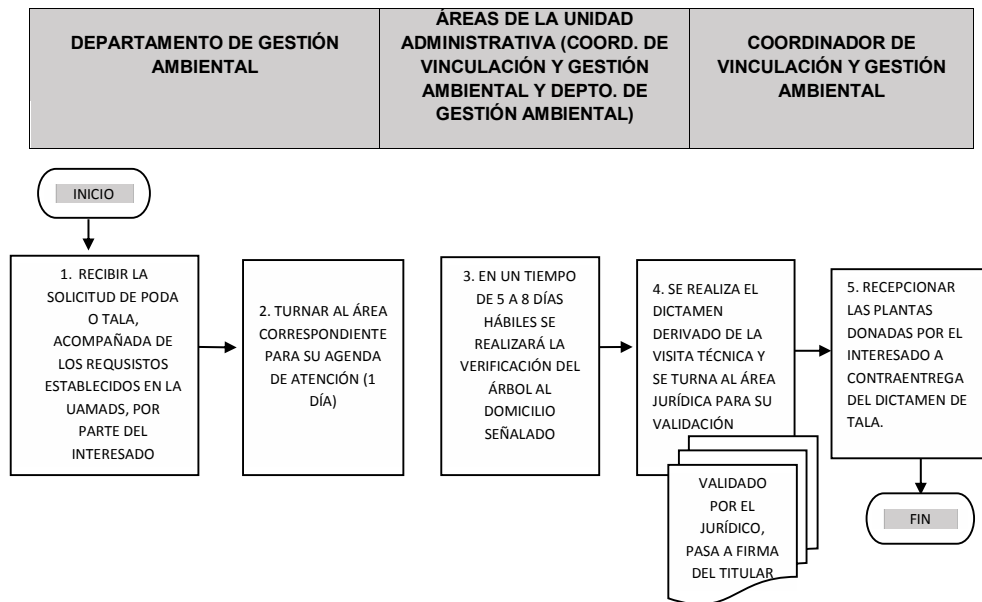 DEPARTAMENTO DE GESTIÓN
AMBIENTAL
ÁREAS DE LA UNIDAD
ADMINISTRATIVA (COORD. DE
VINCULACIÓN Y GESTIÓN
AMBIENTAL Y DEPTO. DE
GESTIÓN AMBIENTAL)
COORDINADOR DE
VINCULACIÓN Y GESTIÓN
AMBIENTAL
INICIO
1. RECIBIR LA
SOLICITUD DE PODA
O TALA,
ACOMPAÑADA DE
LOS REQUSISTOS
ESTABLECIDOS EN LA
UAMADS, POR
PARTE DEL
INTERESADO
2. TURNAR AL ÁREA
CORRESPONDIENTE
PARA SU AGENDA
DE ATENCIÓN (1
DÍA)
3. EN UN TIEMPO
DE 5 A 8 DÍAS
HÁBILES SE
REALIZARÁ LA
VERIFICACIÓN DEL
ÁRBOL AL
DOMICILIO
SEÑALADO
4. SE REALIZA EL
DICTAMEN
DERIVADO DE LA
VISITA TÉCNICA Y
SE TURNA AL ÁREA
JURÍDICA PARA SU
VALIDACIÓN
VALIDADO
POR EL
JURÍDICO,
PASA A FIRMA
DEL TITULAR
5. RECEPCIONAR
LAS PLANTAS
DONADAS POR EL
INTERESADO A
CONTRAENTREGA
DEL DICTAMEN DE
TALA.
FIN